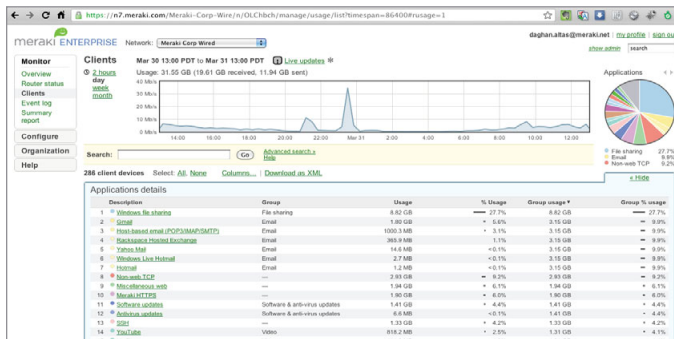 https://n7.meraki.com/Meraki-Corp-Wire/n/OLChbch/manage/usage/list?timespan=86400#rusage=1
daghan.altas@meraki.net | my profile | sign ou
meraki ENTERPRISE Network: Meraki Corp Wired
show admin search
Monitor
Overview
Router status
Clients
Event log
Summary report
Configure
Organization
Help
Clients Mar 30 13:00 PDT to Mar 31 13:00 PDT Live updates
2 hours
day
week
month
Usage: 31.55 GB (19.61 GB received, 11.94 GB sent)
40 Mb/s
30 Mb/s
20 Mb/s
10 Mb/s
0 Mb/s
14:00 16:00 18:00 20:00 22:00 Mar 31 2:00 4:00 6:00 8:00 10:00 12:00
Applications
File sharing 27.7%
Email 9.9%
Non-web TCP 9.2%
« Hide
Search: Go Advanced search »
Help
286 client devices Select: All, None Columns... | Download as XML
Applications details
Description Group Usage % Usage Group usage ▼ Group % usage
1 Windows file sharing File sharing 8.82 GB 27.7% 8.82 GB 27.7%
2 Gmail Email 1.80 GB 5.6% 3.15 GB 9.9%
3 Host-based email (POP3/IMAP/SMTP) Email 1000.3 MB 3.1% 3.15 GB 9.9%
4 Rackspace Hosted Exchange Email 365.9 MB 1.1% 3.15 GB 9.9%
5 Yahoo Mail Email 14.6 MB <0.1% 3.15 GB 9.9%
6 Windows Live Hotmail Email 2.7 MB <0.1% 3.15 GB 9.9%
7 Hotmail Email 1.2 MB <0.1% 3.15 GB 9.9%
8 Non-web TCP — 2.93 GB 9.2% 2.93 GB 9.2%
9 Miscellaneous web — 1.94 GB 6.1% 1.94 GB 6.1%
10 Meraki HTTPS — 1.90 GB 6.0% 1.90 GB 6.0%
11 Software updates Software & anti-virus updates 1.41 GB 4.4% 1.41 GB 4.4%
12 Antivirus updates Software & anti-virus updates 6.6 MB <0.1% 1.41 GB 4.4%
13 SSH — 1.33 GB 4.2% 1.33 GB 4.2%
14 YouTube Video 818.2 MB 2.5% 1.31 GB 4.1%